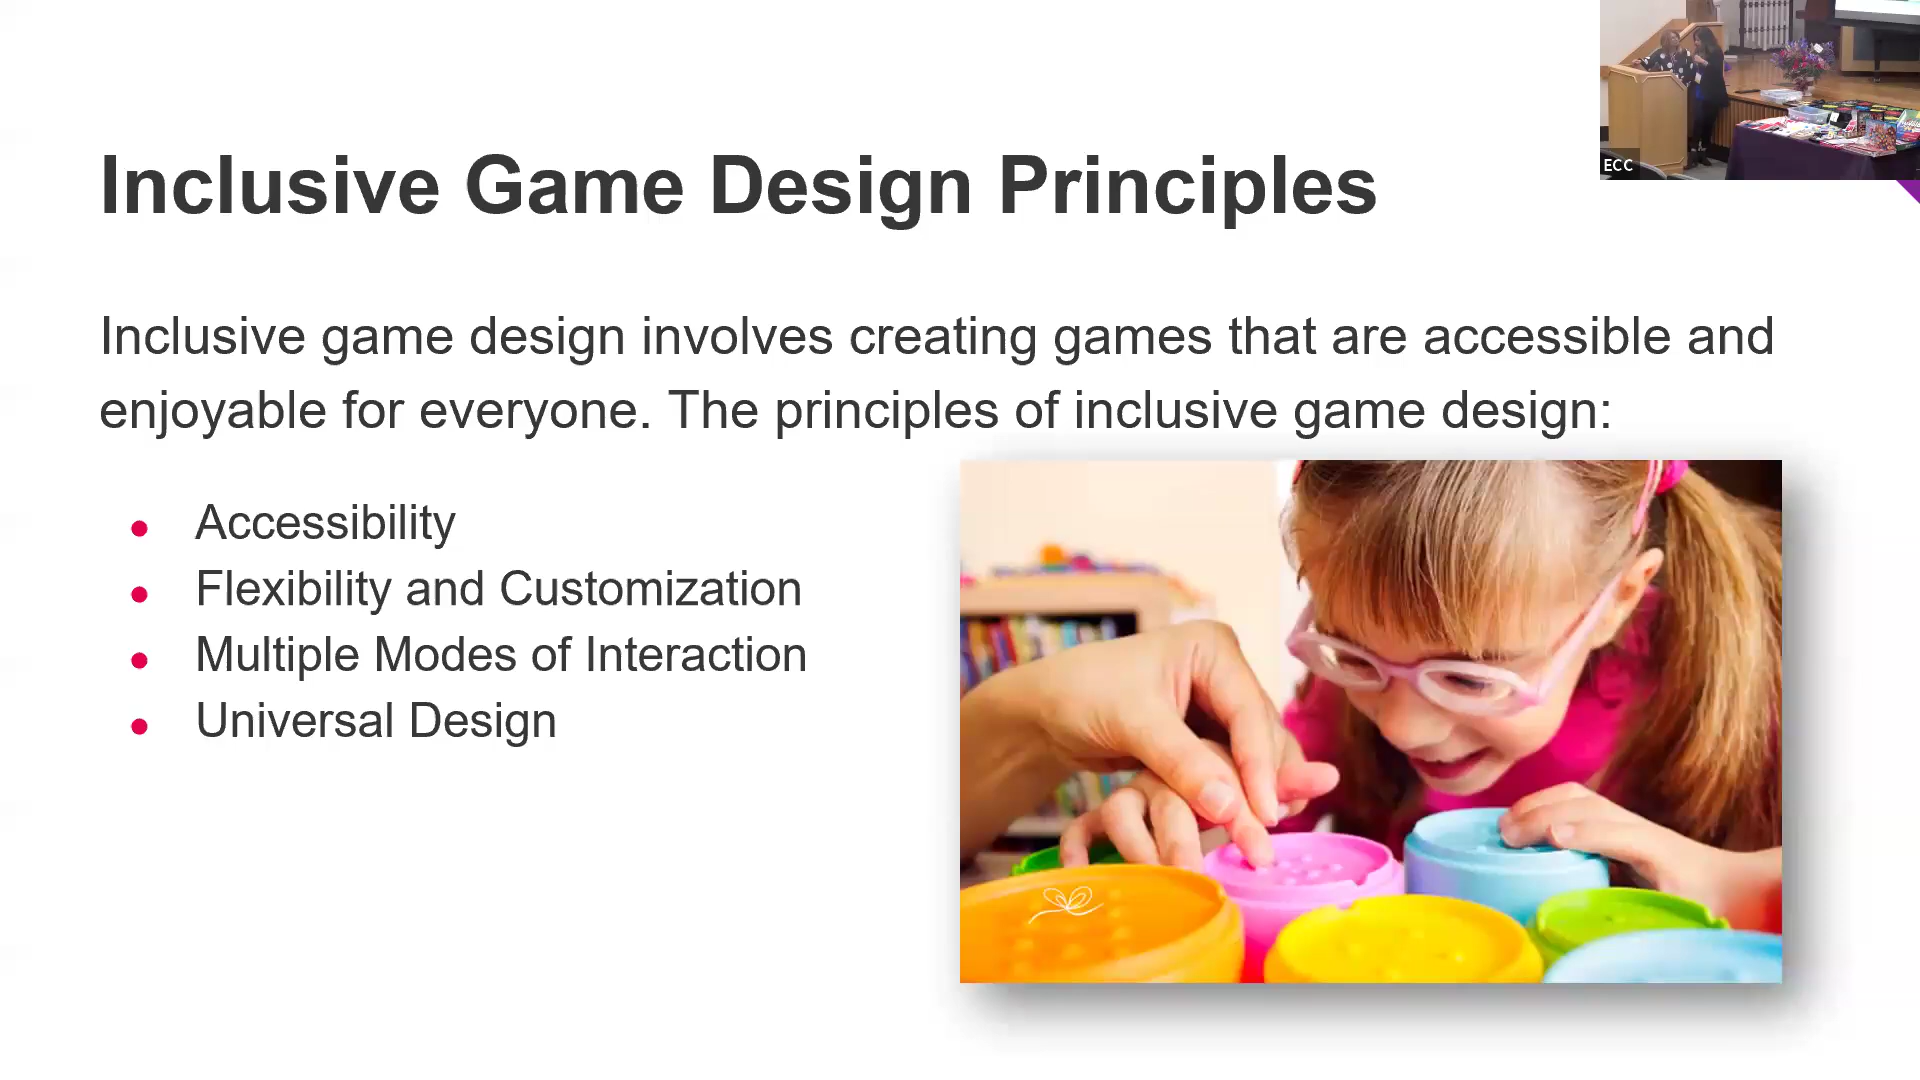 Inclusive Game Design Principles
ECC
Inclusive game design involves creating games that are accessible and
enjoyable for everyone. The principles of inclusive game design:
● Accessibility
● Flexibility and Customization
● Multiple Modes of Interaction
● Universal Design